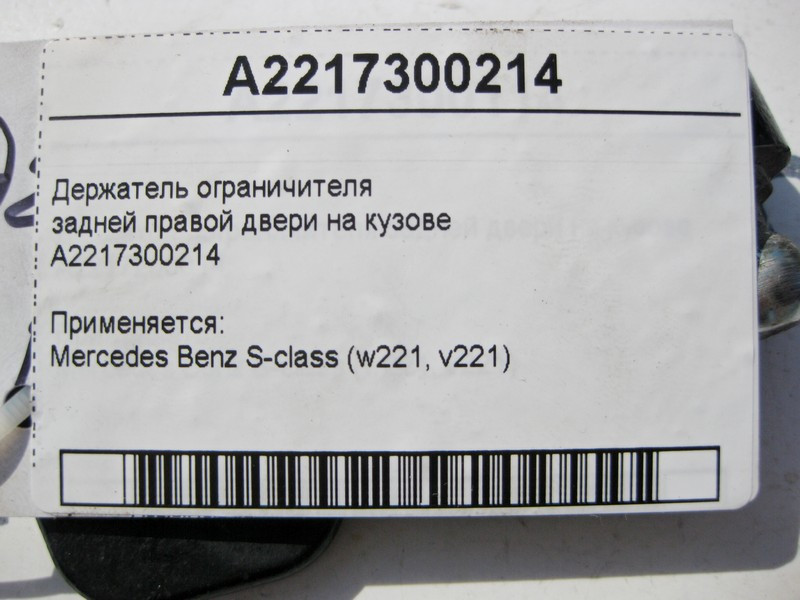 A2217300214
Держатель ограничителя
задней правой двери на кузове
A2217300214
Применяется:
Mercedes Benz S-class (w221, v221)